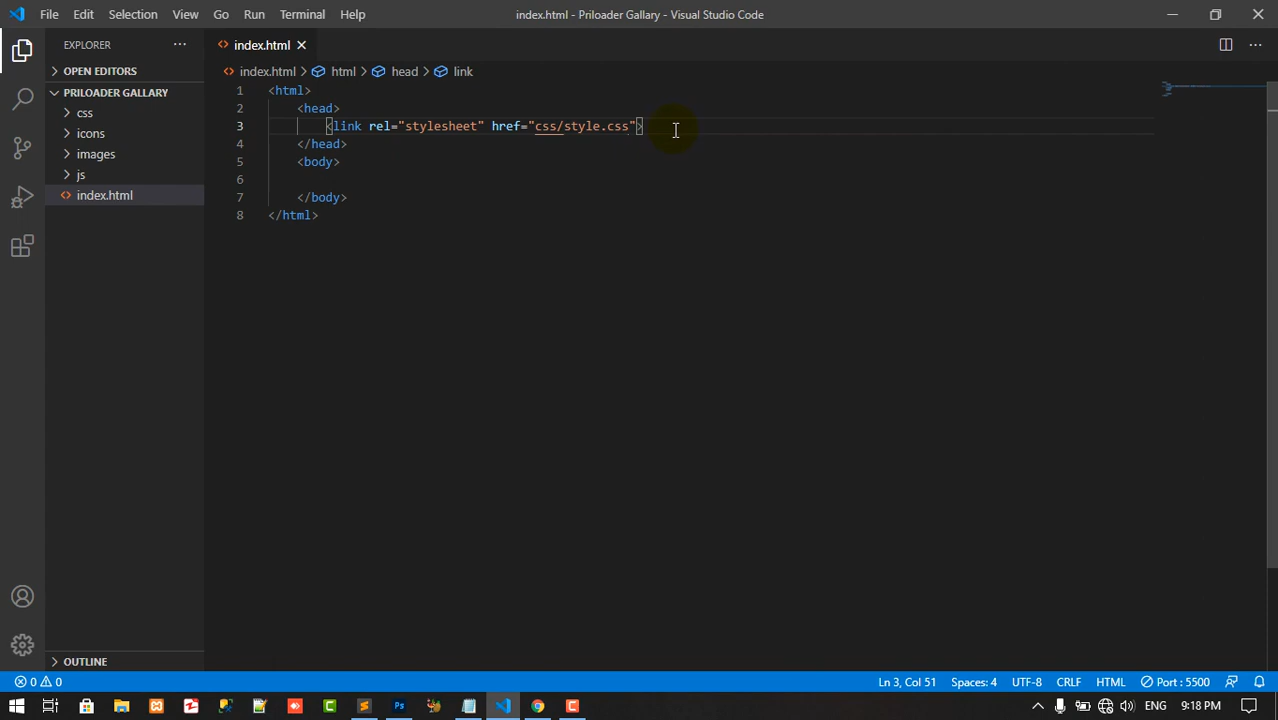 File Edit Selection View Go Run Terminal Help
index.html - Priloader Gallary - Visual Studio Code
EXPLORER
index.html
OPEN EDITORS
index.html html head link
PRILOADER GALLARY
css
icons
images
js
index.html
1 <html>
2 <head>
3 <link rel="stylesheet" href="css/style.css">
4 </head>
5 <body>
6
7 </body>
8 </html>
OUTLINE
0 0
Ln 3, Col 51 Spaces: 4 UTF-8 CRLF HTML Port : 5500
ENG 9:18 PM